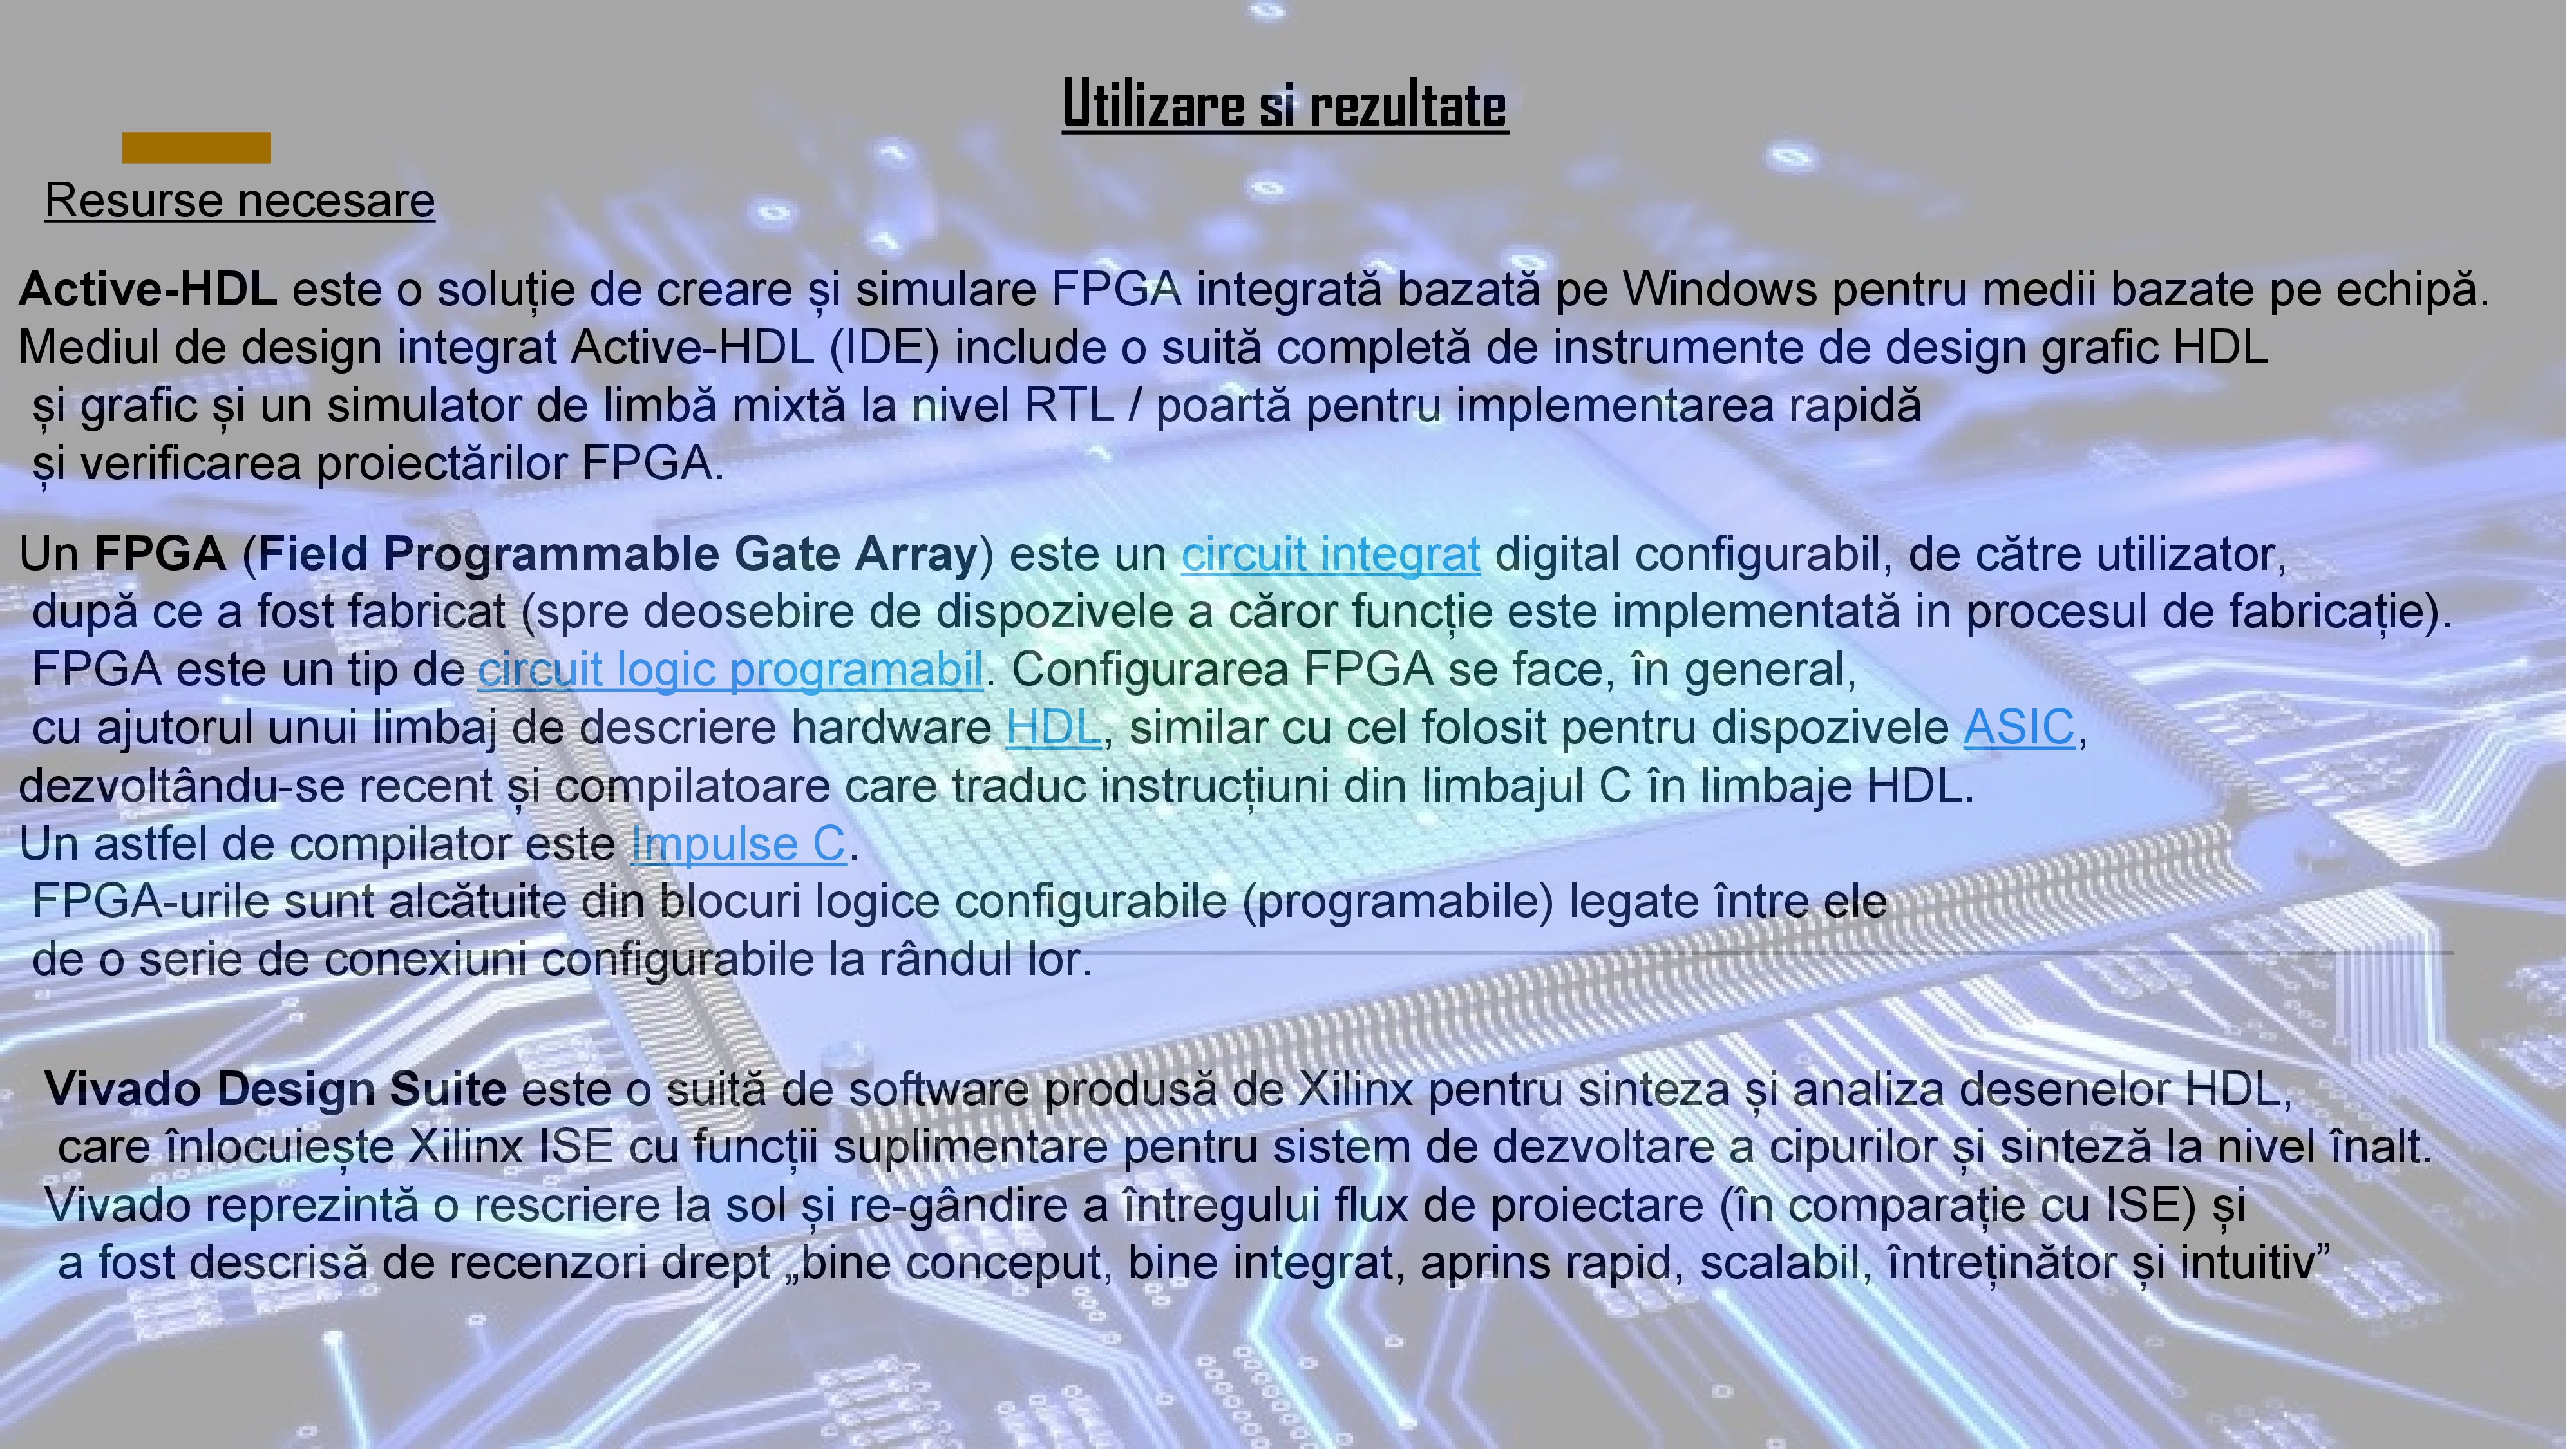 Utilizare si rezultate
Resurse necesare
Active-HDL este o soluție de creare și simulare FPGA integrată bazată pe Windows pentru medii bazate pe echipă.
Mediul de design integrat Active-HDL (IDE) include o suită completă de instrumente de design grafic HDL
și grafic și un simulator de limbă mixtă la nivel RTL / poartă pentru implementarea rapidă
și verificarea proiectărilor FPGA.
Un FPGA (Field Programmable Gate Array) este un circuit integrat digital configurabil, de către utilizator,
după ce a fost fabricat (spre deosebire de dispozivele a căror funcție este implementată in procesul de fabricație).
FPGA este un tip de circuit logic programabil. Configurarea FPGA se face, în general,
cu ajutorul unui limbaj de descriere hardware HDL, similar cu cel folosit pentru dispozivele ASIC,
dezvoltându-se recent și compilatoare care traduc instrucțiuni din limbajul C în limbaje HDL.
Un astfel de compilator este Impulse C.
FPGA-urile sunt alcătuite din blocuri logice configurabile (programabile) legate între ele
de o serie de conexiuni configurabile la rândul lor.
Vivado Design Suite este o suită de software produsă de Xilinx pentru sinteza și analiza desenelor HDL,
care înlocuiește Xilinx ISE cu funcții suplimentare pentru sistem de dezvoltare a cipurilor și sinteză la nivel înalt.
Vivado reprezintă o rescriere la sol și re-gândire a întregului flux de proiectare (în comparație cu ISE) și
a fost descrisă de recenzori drept „bine conceput, bine integrat, aprins rapid, scalabil, întreținător și intuitiv”